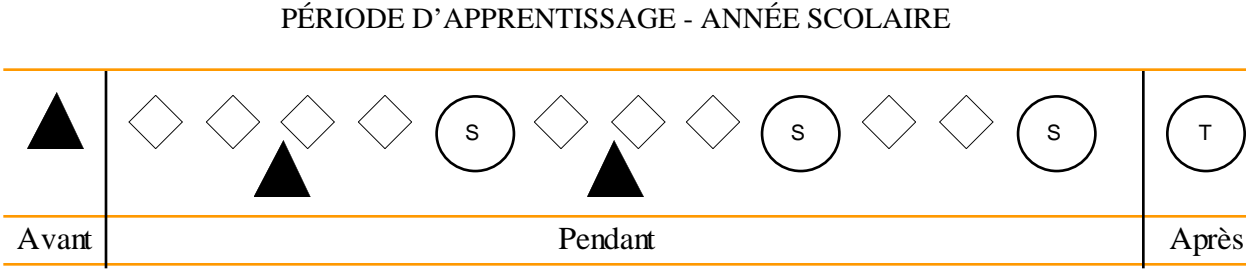 PÉRIODE D'APPRENTISSAGE - ANNÉE SCOLAIRE
S S S T
Avant Pendant Après